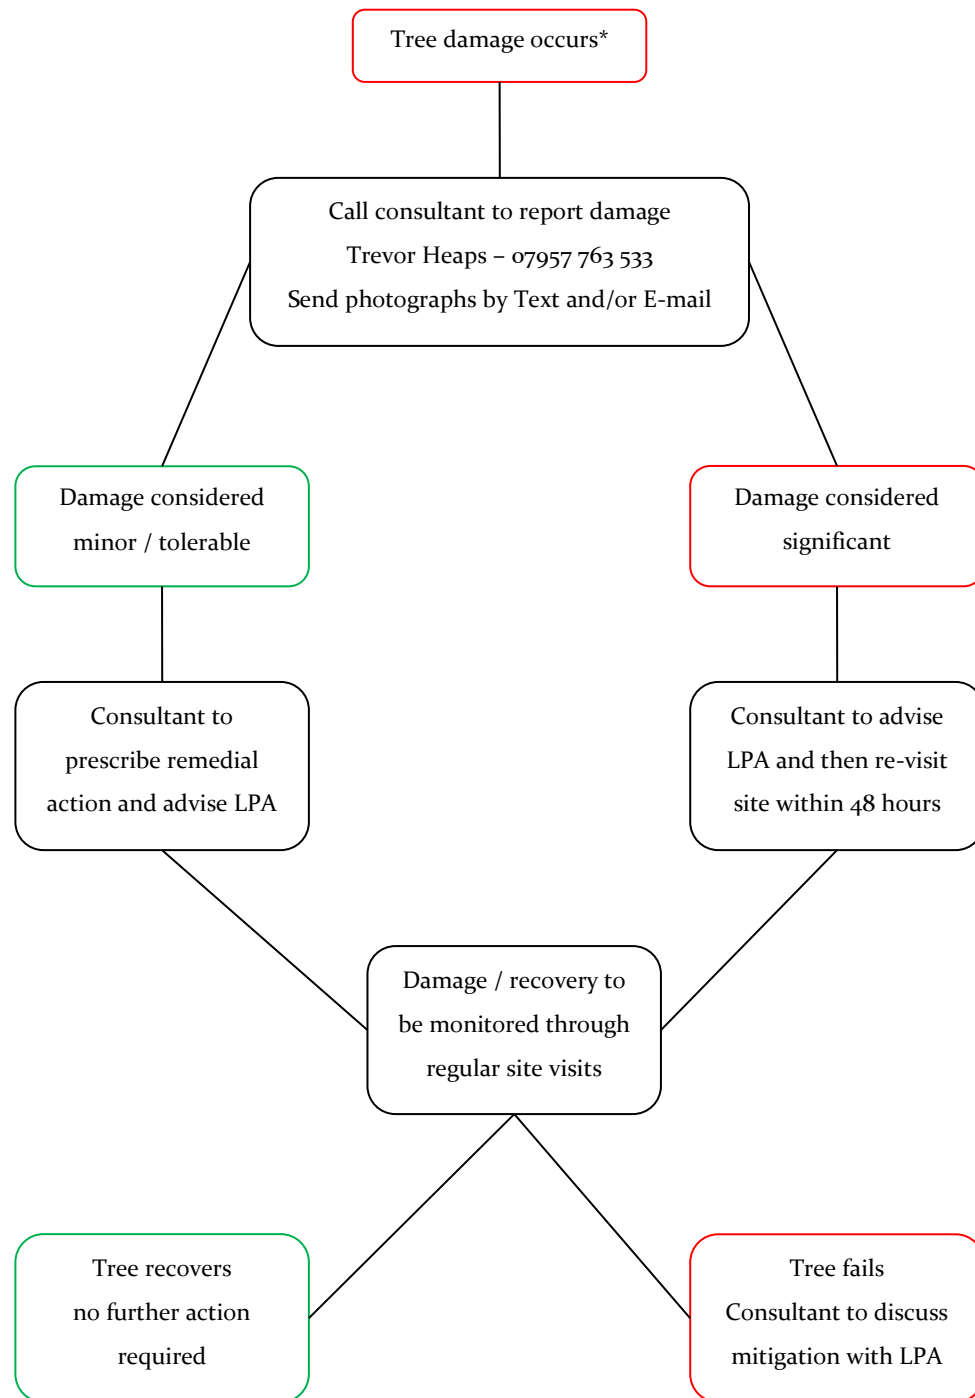 Tree damage occurs*
Call consultant to report damage
Trevor Heaps – 07957 763 533
Send photographs by Text and/or E-mail
Damage considered
minor / tolerable
Damage considered
significant
Consultant to
prescribe remedial
action and advise LPA
Consultant to advise
LPA and then re-visit
site within 48 hours
Damage / recovery to
be monitored through
regular site visits
Tree recovers
no further action
required
Tree fails
Consultant to discuss
mitigation with LPA